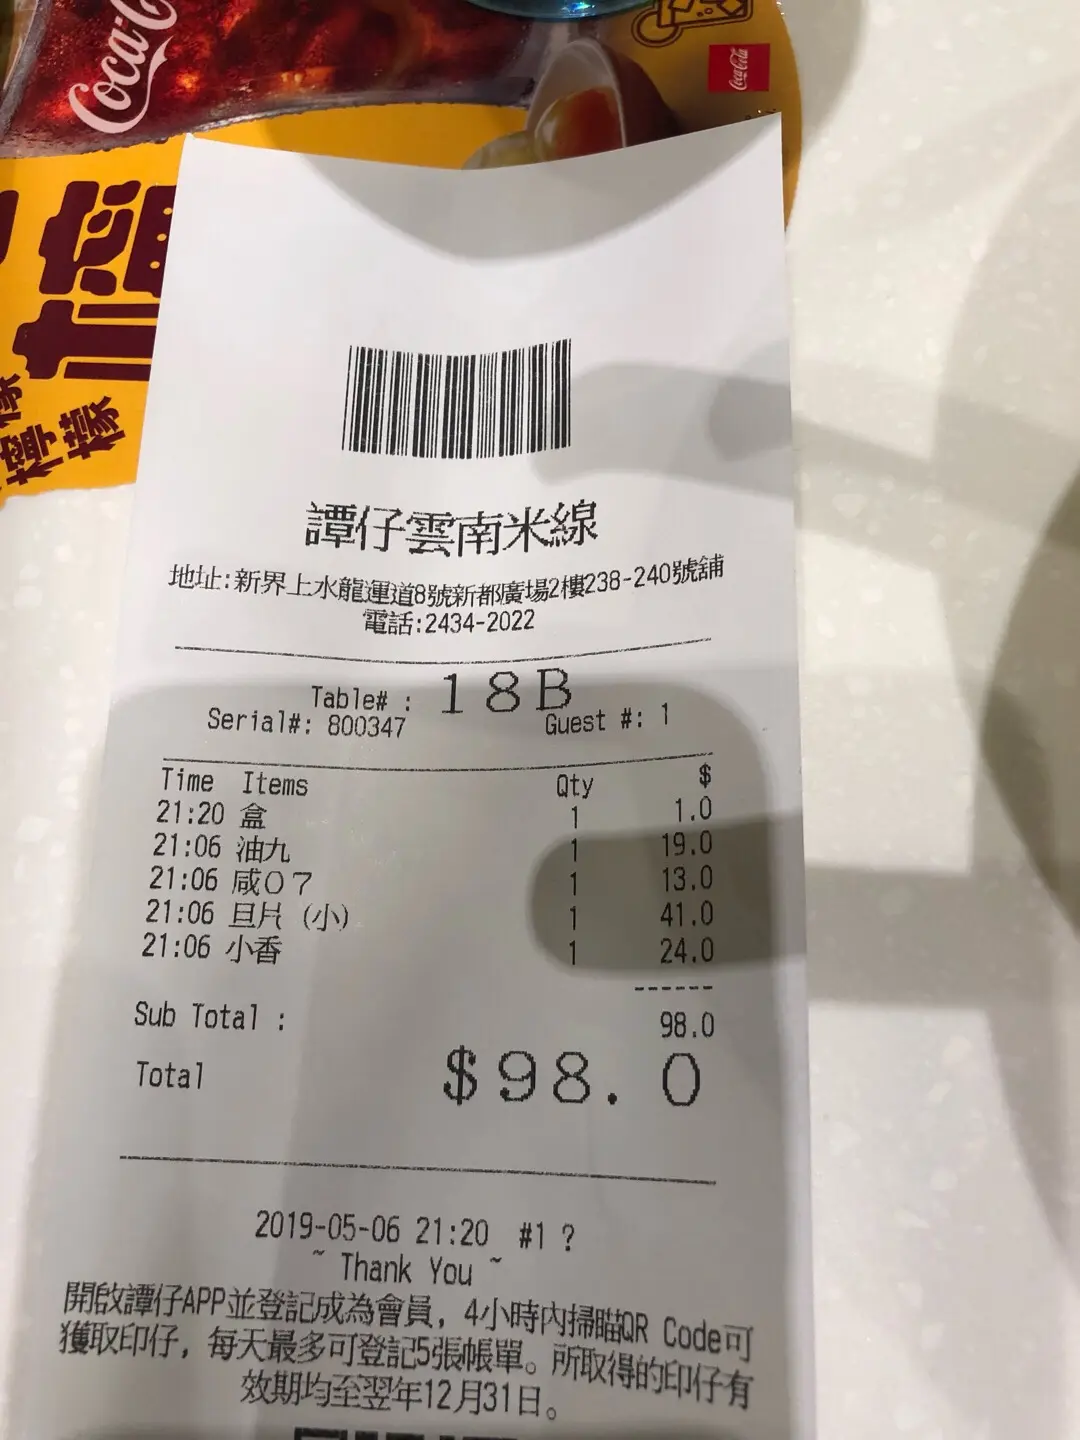 Coca-C
Coca-Cola
檸檬
譚仔雲南米線
地址:新界上水龍運道8號新都廣場2樓238-240號舖
電話:2434-2022
Table# : 18B
Serial#: 800347 Guest #: 1
Time Items Qty $
21:20 盒 1 1.0
21:06 油九 1 19.0
21:06 咸07 1 13.0
21:06 旦片 (小) 1 41.0
21:06 小香 1 24.0
------
Sub Total : 98.0
Total $98.0
2019-05-06 21:20 #1 ?
~ Thank You ~
開啟譚仔APP並登記成為會員, 4小時內掃瞄QR Code可
獲取印仔, 每天最多可登記5張帳單。所取得的印仔有
效期均至翌年12月31日。